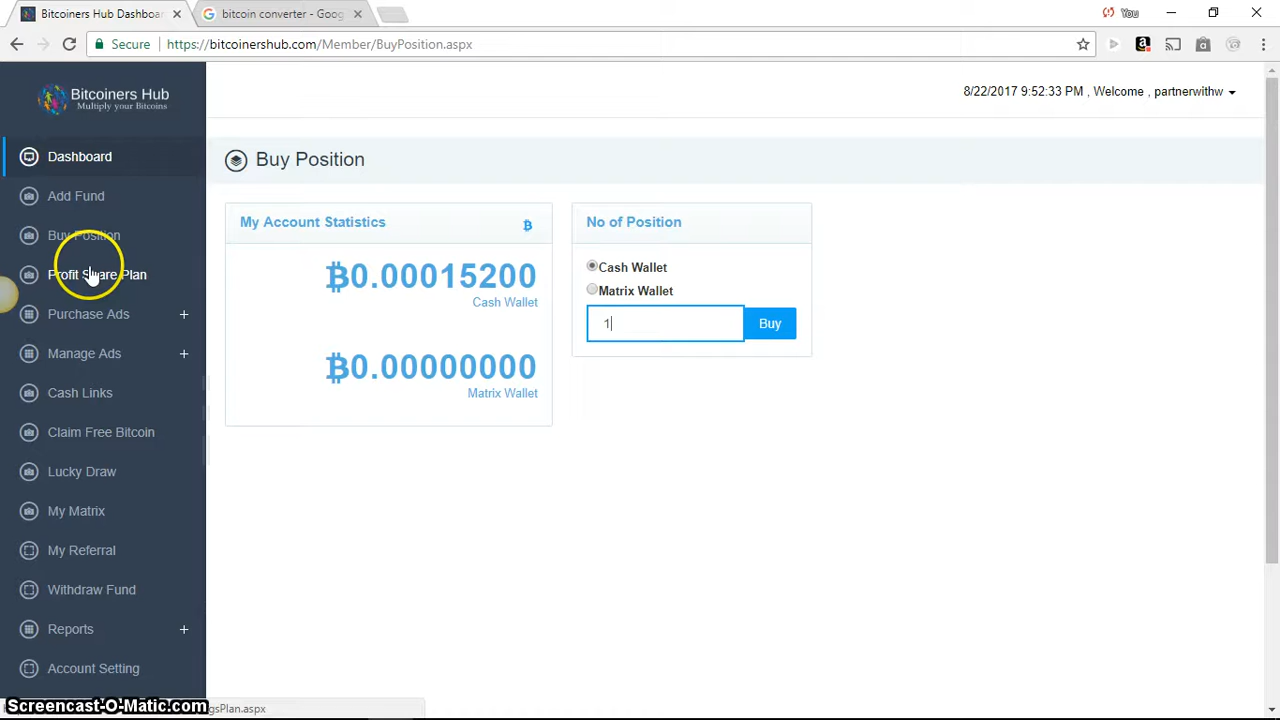 Bitcoiners Hub Dashboar
bitcoin converter - Goog
You
Secure
https://bitcoinershub.com/Member/BuyPosition.aspx
Bitcoiners Hub
Multiply your Bitcoins
8/22/2017 9:52:33 PM , Welcome , partnerwithw
Dashboard
Add Fund
Buy Position
Profit Share Plan
Purchase Ads +
Manage Ads +
Cash Links
Claim Free Bitcoin
Lucky Draw
My Matrix
My Referral
Withdraw Fund
Reports +
Account Setting
Buy Position
My Account Statistics
₿0.00015200
Cash Wallet
₿0.00000000
Matrix Wallet
No of Position
Cash Wallet
Matrix Wallet
1
Buy
Screencast-O-Matic.com
gsPlan.aspx